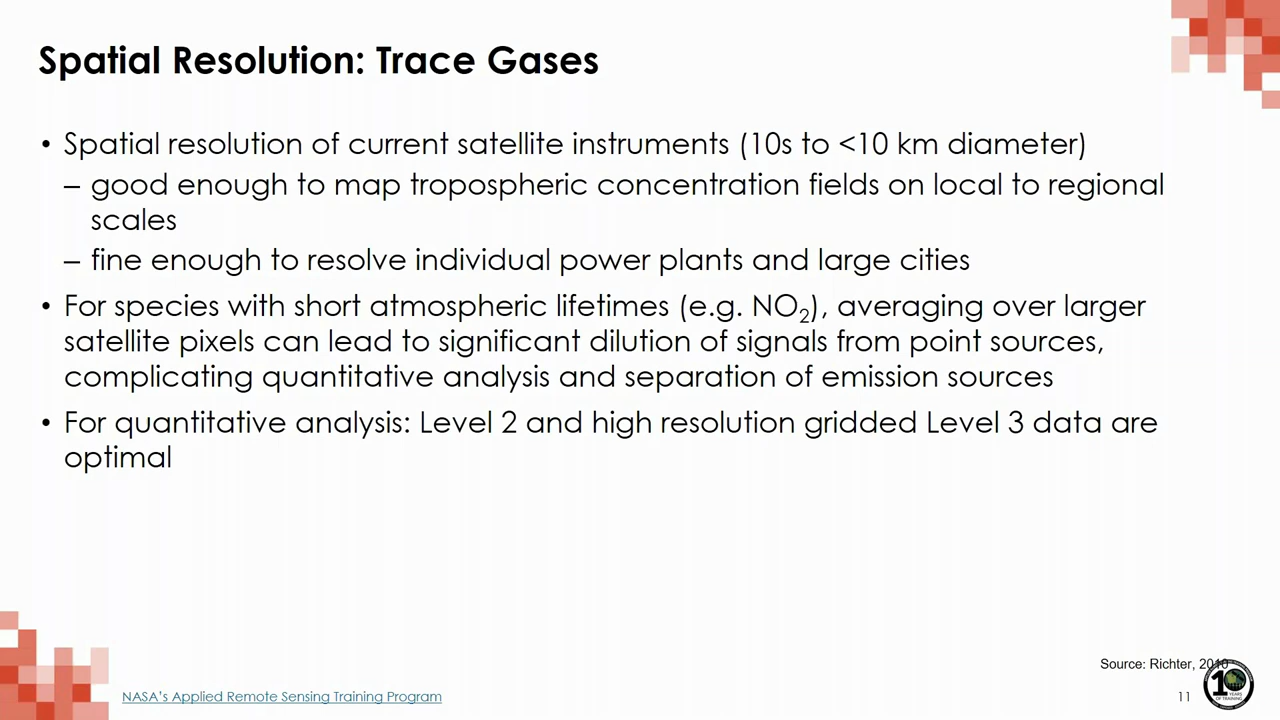 Spatial Resolution: Trace Gases
• Spatial resolution of current satellite instruments (10s to <10 km diameter)
– good enough to map tropospheric concentration fields on local to regional
scales
– fine enough to resolve individual power plants and large cities
• For species with short atmospheric lifetimes (e.g. NO₂), averaging over larger
satellite pixels can lead to significant dilution of signals from point sources,
complicating quantitative analysis and separation of emission sources
• For quantitative analysis: Level 2 and high resolution gridded Level 3 data are
optimal
Source: Richter, 2010
NASA's Applied Remote Sensing Training Program
11
10
YEARS
OF TRAINING